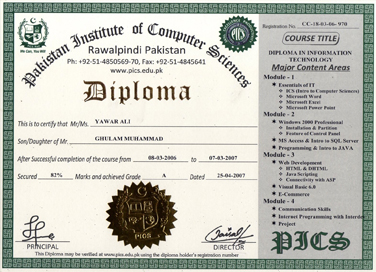 We Can, You Will
Pakistan Institute of Computer Sciences
Rawalpindi Pakistan
Ph: +92-51-4850569-70, Fax: +92-51-4845641
www.pics.edu.pk
Diploma
This is to certify that Mr/Ms. YAWAR ALI
Son/Daughter of Mr. GHULAM MUHAMMAD
After Successful completion of the course from 08-03-2006 to 07-03-2007
Secured 82% Marks and achieved Grade A Dated 25-04-2007
PICS
PRINCIPAL
DIRECTOR
This Diploma may be verified at www.pics.edu.pk using the diploma holder's registration number
Registration No. CC-18-03-06- 970
COURSE TITLE
DIPLOMA IN INFORMATION
TECHNOLOGY
Major Content Areas
Module - 1
Essentials of IT
ICS (Intro to Computer Sciences)
Microsoft Word
Microsoft Excel
Microsoft Power Point
Module - 2
Windows 2000 Professional
Installation & Partition
Feature of Control Panel
MS Access & Intro to SQL Server
Programming & Intro to JAVA
Module - 3
Web Development
HTML & DHTML
Java Scripting
Connectivity with ASP
Visual Basic 6.0
E-Commerce
Module - 4
Communication Skills
Internet Programming with Internet
Project
PICS